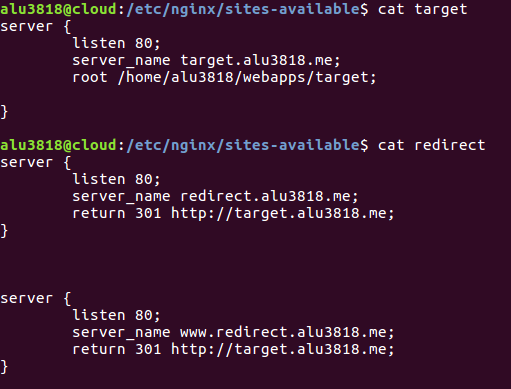 alu3818@cloud:/etc/nginx/sites-available$ cat target
server {
        listen 80;
        server_name target.alu3818.me;
        root /home/alu3818/webapps/target;
}
alu3818@cloud:/etc/nginx/sites-available$ cat redirect
server {
        listen 80;
        server_name redirect.alu3818.me;
        return 301 http://target.alu3818.me;
}
server {
        listen 80;
        server_name www.redirect.alu3818.me;
        return 301 http://target.alu3818.me;
}